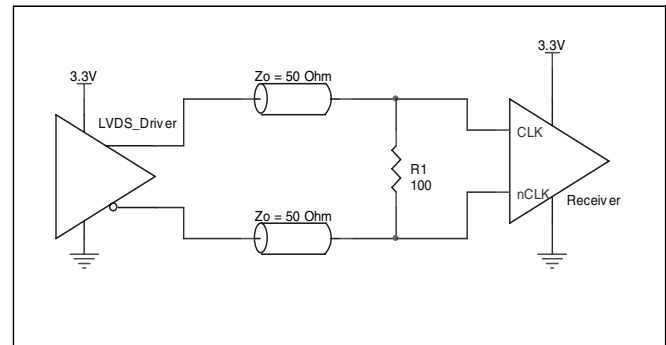 3.3V
3.3V
Zo = 50 Ohm
LVDS_Driver
CLK
R1
100
nCLK
Receiver
Zo = 50 Ohm